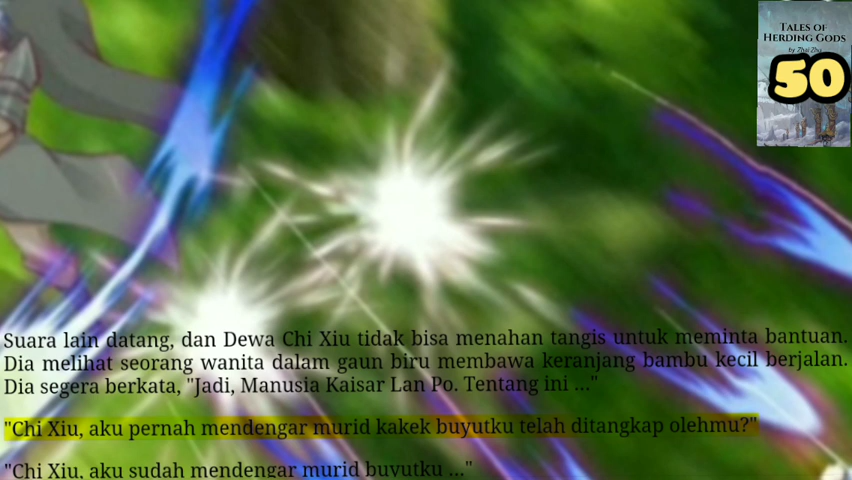 TALES OF
HERDING GODS
by Zhai Zhu
50
Suara lain datang, dan Dewa Chi Xiu tidak bisa menahan tangis untuk meminta bantuan.
Dia melihat seorang wanita dalam gaun biru membawa keranjang bambu kecil berjalan.
Dia segera berkata, "Jadi, Manusia Kaisar Lan Po. Tentang ini ..."
"Chi Xiu, aku pernah mendengar murid kakek buyutku telah ditangkap olehmu?"
"Chi Xiu, aku sudah mendengar murid buyutku ..."